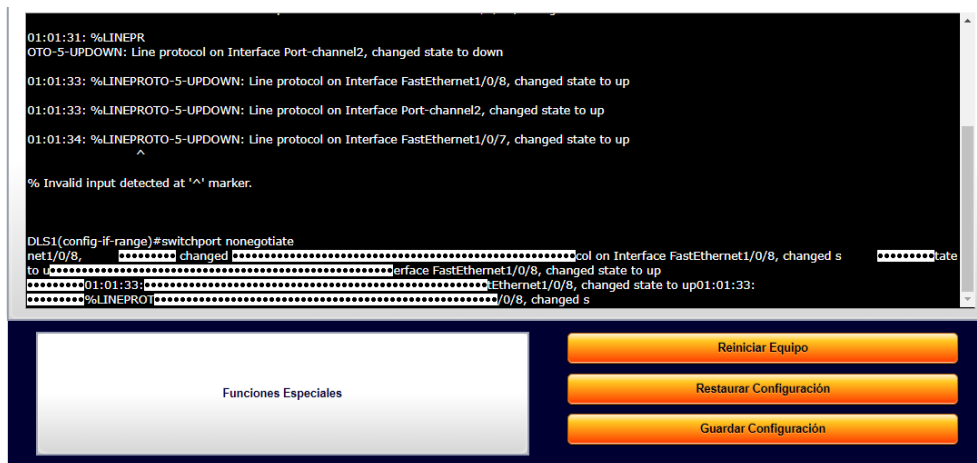 01:01:31: %LINEPR
OTO-5-UPDOWN: Line protocol on Interface Port-channel2, changed state to down
01:01:33: %LINEPROTO-5-UPDOWN: Line protocol on Interface FastEthernet1/0/8, changed state to up
01:01:33: %LINEPROTO-5-UPDOWN: Line protocol on Interface Port-channel2, changed state to up
01:01:34: %LINEPROTO-5-UPDOWN: Line protocol on Interface FastEthernet1/0/7, changed state to up
^
% Invalid input detected at '^' marker.
DLS1(config-if-range)#switchport nonegotiate
net1/0/8, changed col on Interface FastEthernet1/0/8, changed s tate
to u erface FastEthernet1/0/8, changed state to up
01:01:33: tEthernet1/0/8, changed state to up01:01:33:
%LINEPROT /0/8, changed s
Funciones Especiales
Reiniciar Equipo
Restaurar Configuración
Guardar Configuración